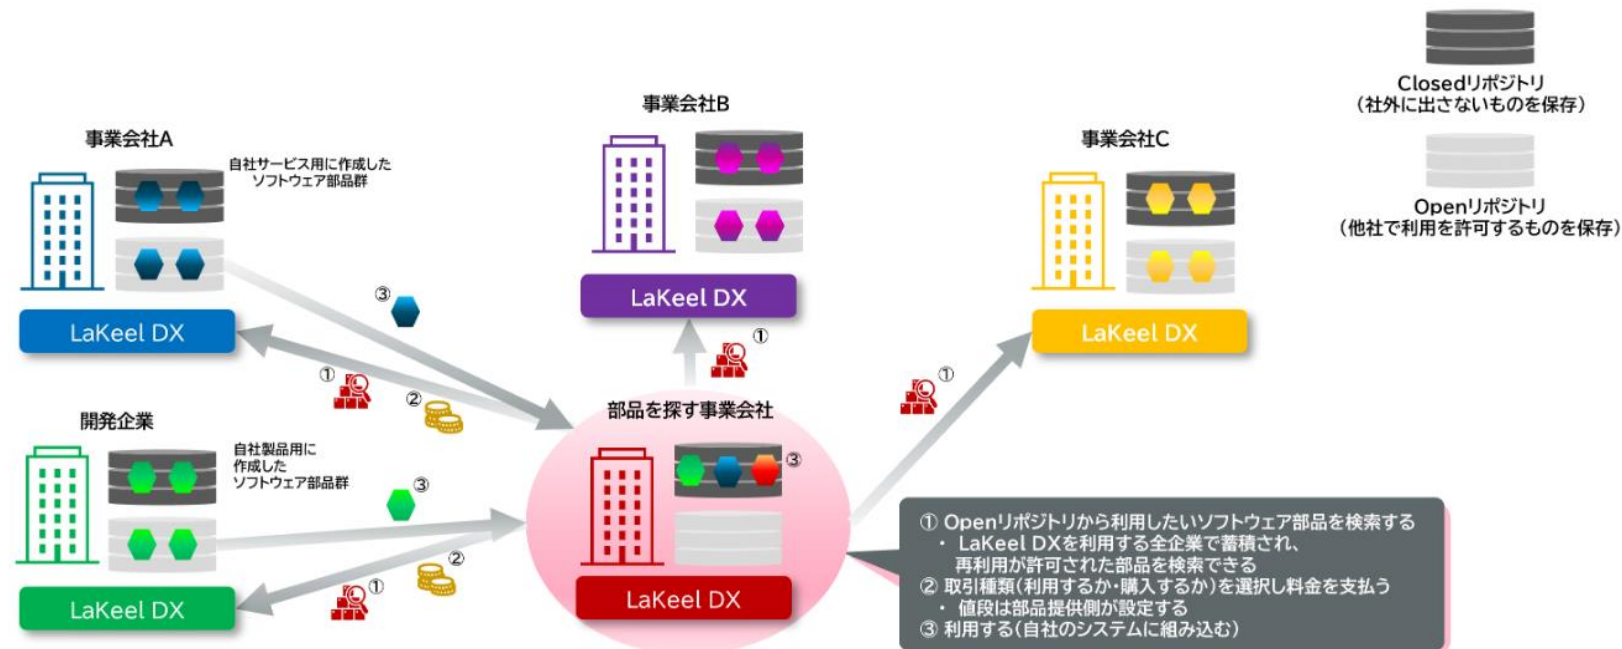 Closedリポジトリ
(社外に出さないものを保存)
Openリポジトリ
(他社で利用を許可するものを保存)
事業会社A
自社サービス用に作成した
ソフトウェア部品群
LaKeel DX
事業会社B
LaKeel DX
事業会社C
LaKeel DX
③
①
②
①
①
開発企業
自社製品用に
作成した
ソフトウェア部品群
LaKeel DX
③
②
①
部品を探す事業会社
③
LaKeel DX
① Openリポジトリから利用したいソフトウェア部品を検索する
・ LaKeel DXを利用する全企業で蓄積され、
再利用が許可された部品を検索できる
② 取引種類(利用するか・購入するか)を選択し料金を支払う
・ 値段は部品提供側が設定する
③ 利用する(自社のシステムに組み込む)